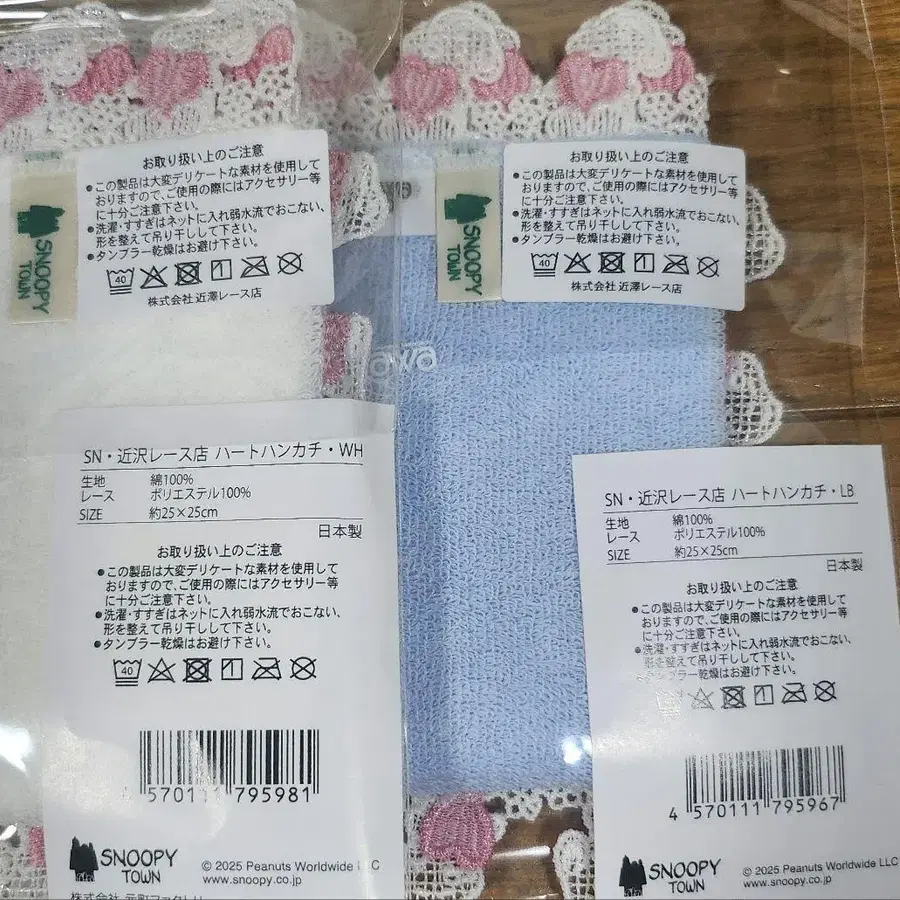 お取り扱い上のご注意
●この製品は大変デリケートな素材を使用して
おりますので、ご使用の際にはアクセサリー等
に十分ご注意下さい。
●洗濯・すすぎはネットに入れ弱水流でおこない、
形を整えて吊り干しして下さい。
●タンブラー乾燥はお避け下さい。
40
株式会社 近澤レース店
SNOOPY
TOWN
お取り扱い上のご注意
●この製品は大変デリケートな素材を使用して
おりますので、ご使用の際にはアクセサリー等
に十分ご注意下さい。
●洗濯・すすぎはネットに入れ弱水流でおこない、
形を整えて吊り干しして下さい。
●タンブラー乾燥はお避け下さい。
40
株式会社 近澤レース店
SNOOPY
TOWN
SN・近沢レース店 ハートハンカチ・WH
生地 綿100%
レース ポリエステル100%
SIZE 約25×25cm
日本製
お取り扱い上のご注意
●この製品は大変デリケートな素材を使用して
おりますので、ご使用の際にはアクセサリー等
に十分ご注意下さい。
●洗濯・すすぎはネットに入れ弱水流でおこない、
形を整えて吊り干しして下さい。
●タンブラー乾燥はお避け下さい。
40
4 570111 795981
SNOOPY
TOWN
© 2025 Peanuts Worldwide LLC
www.snoopy.co.jp
株式会社 元町ファクトリー
SN・近沢レース店 ハートハンカチ・LB
生地 綿100%
レース ポリエステル100%
SIZE 約25×25cm
日本製
お取り扱い上のご注意
●この製品は大変デリケートな素材を使用して
おりますので、ご使用の際にはアクセサリー等
に十分ご注意下さい。
●洗濯・すすぎはネットに入れ弱水流でおこない、
形を整えて吊り干しして下さい。
●タンブラー乾燥はお避け下さい。
4 570111 795967
SNOOPY
TOWN
© 2025 Peanuts Worldwide LLC
www.snoopy.co.jp